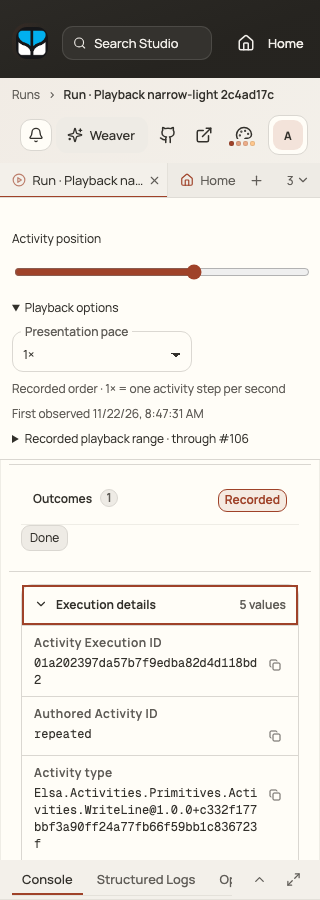 Search Studio
Home
Runs › Run · Playback narrow-light 2c4ad17c
Weaver
A
Run · Playback na...
Home
3
Activity position
Playback options
Presentation pace
1×
Recorded order · 1× = one activity step per second
First observed 11/22/26, 8:47:31 AM
Recorded playback range · through #106
Outcomes 1
Recorded
Done
Execution details
5 values
Activity Execution ID
01a202397da57b7f9edba82d4d118bd
2
Authored Activity ID
repeated
Activity type
Elsa.Activities.Primitives.Acti
vities.WriteLine@1.0.0+c332f177
bbf3a90ff24a77fb66f59bb1c836723
f
Console
Structured Logs